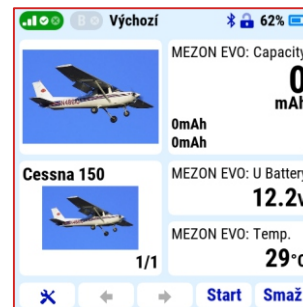 B Výchozí 62%
MEZON EVO: Capacity
0
mAh
0mAh
0mAh
Cessna 150
1/1
MEZON EVO: U Battery
12.2V
MEZON EVO: Temp.
29°C
Start Smaž